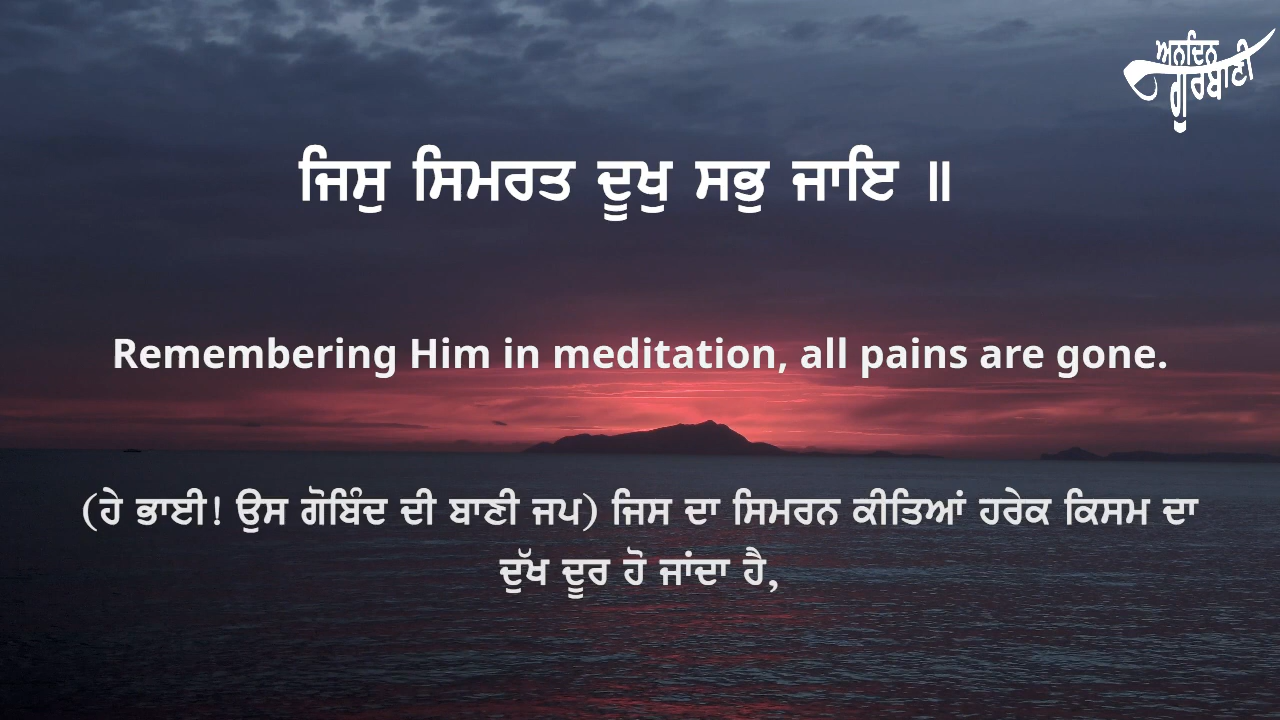 ਅਨਦਿਨ
ਗੁਰਬਾਣੀ
ਜਿਸੁ ਸਿਮਰਤ ਦੂਖੁ ਸਭੁ ਜਾਇ ॥
Remembering Him in meditation, all pains are gone.
(ਹੇ ਭਾਈ! ਉਸ ਗੋਬਿੰਦ ਦੀ ਬਾਣੀ ਜਪ) ਜਿਸ ਦਾ ਸਿਮਰਨ ਕੀਤਿਆਂ ਹਰੇਕ ਕਿਸਮ ਦਾ
ਦੁੱਖ ਦੂਰ ਹੋ ਜਾਂਦਾ ਹੈ,